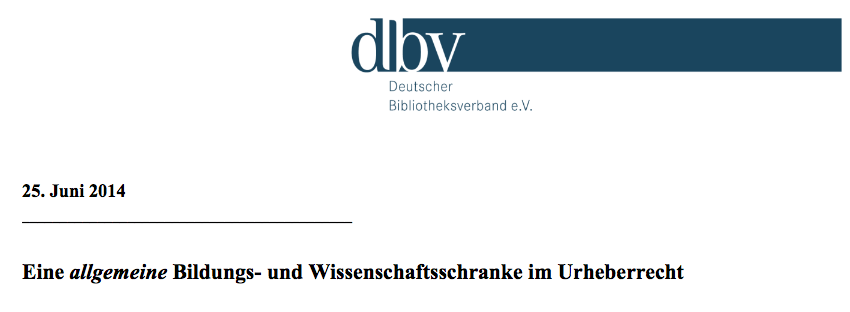 dbv
Deutscher
Bibliotheksverband e.V.
25. Juni 2014
Eine allgemeine Bildungs- und Wissenschaftsschranke im Urheberrecht